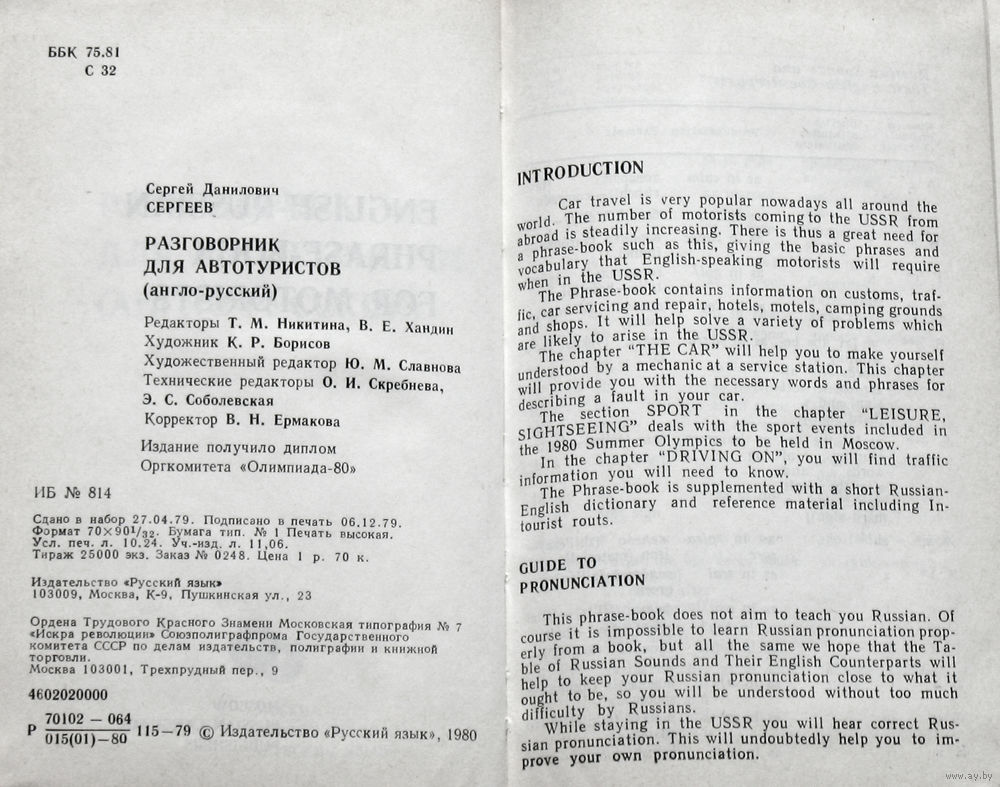 ББК 75.81
С 32
Сергей Данилович
СЕРГЕЕВ
РАЗГОВОРНИК
ДЛЯ АВТОТУРИСТОВ
(англо-русский)
Редакторы Т. М. Никитина, В. Е. Хандин
Художник К. Р. Борисов
Художественный редактор Ю. М. Славнова
Технические редакторы О. И. Скребнева,
Э. С. Соболевская
Корректор В. Н. Ермакова
Издание получило диплом
Оргкомитета «Олимпиада-80»
ИБ № 814
Сдано в набор 27.04.79. Подписано в печать 06.12.79.
Формат 70×90 1/32. Бумага тип. № 1 Печать высокая.
Усл. печ. л. 10.24. Уч.-изд. л. 11,06.
Тираж 25000 экз. Заказ № 0248. Цена 1 р. 70 к.
Издательство «Русский язык»
103009, Москва, К-9, Пушкинская ул., 23
Ордена Трудового Красного Знамени Московская типография № 7
«Искра революции» Союзполиграфпрома Государственного
комитета СССР по делам издательств, полиграфии и книжной
торговли.
Москва 103001, Трехпрудный пер., 9
4602020000
Р 70102 — 064
015(01)—80 115—79 © Издательство «Русский язык», 1980
INTRODUCTION
Car travel is very popular nowadays all around the
world. The number of motorists coming to the USSR from
abroad is steadily increasing. There is thus a great need for
a phrase-book such as this, giving the basic phrases and
vocabulary that English-speaking motorists will require
when in the USSR.
The Phrase-book contains information on customs, traf-
fic, car servicing and repair, hotels, motels, camping grounds
and shops. It will help solve a variety of problems which
are likely to arise in the USSR.
The chapter “THE CAR” will help you to make yourself
understood by a mechanic at a service station. This chapter
will provide you with the necessary words and phrases for
describing a fault in your car.
The section SPORT in the chapter “LEISURE,
SIGHTSEEING” deals with the sport events included in
the 1980 Summer Olympics to be held in Moscow.
In the chapter “DRIVING ON”, you will find traffic
information you will need to know.
The Phrase-book is supplemented with a short Russian-
English dictionary and reference material including In-
tourist routs.
GUIDE TO
PRONUNCIATION
This phrase-book does not aim to teach you Russian. Of
course it is impossible to learn Russian pronunciation prop-
erly from a book, but all the same we hope that the Ta-
ble of Russian Sounds and Their English Counterparts will
help to keep your Russian pronunciation close to what it
ought to be, so you will be understood without too much
difficulty by Russians.
While staying in the USSR you will hear correct Rus-
sian pronunciation. This will undoubtedly help you to im-
prove your own pronunciation.
www.ay.by